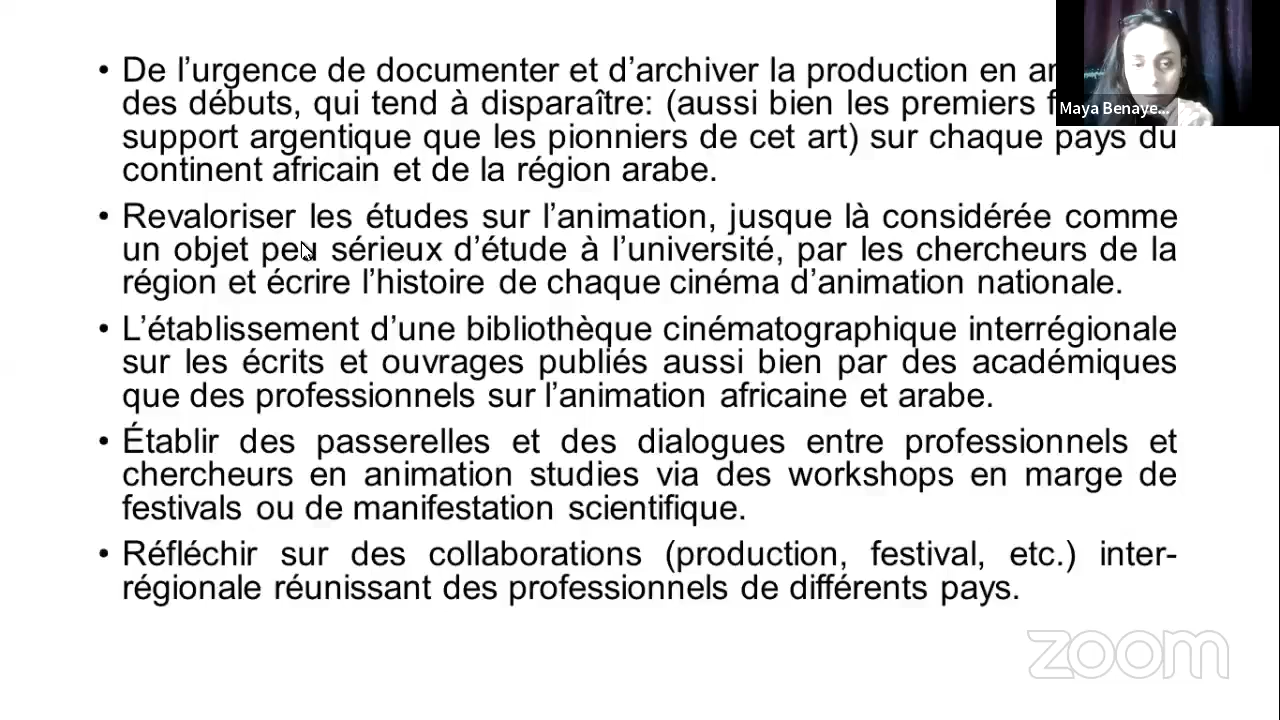 • De l’urgence de documenter et d’archiver la production en
des débuts, qui tend à disparaître: (aussi bien les premiers
support argentique que les pionniers de cet art) sur chaque pays du
continent africain et de la région arabe.
• Revaloriser les études sur l’animation, jusque là considérée comme
un objet peu sérieux d’étude à l’université, par les chercheurs de la
région et écrire l’histoire de chaque cinéma d’animation nationale.
• L’établissement d’une bibliothèque cinématographique interrégionale
sur les écrits et ouvrages publiés aussi bien par des académiques
que des professionnels sur l’animation africaine et arabe.
• Établir des passerelles et des dialogues entre professionnels et
chercheurs en animation studies via des workshops en marge de
festivals ou de manifestation scientifique.
• Réfléchir sur des collaborations (production, festival, etc.) inter-
régionale réunissant des professionnels de différents pays.
Maya Benaye...
zoom